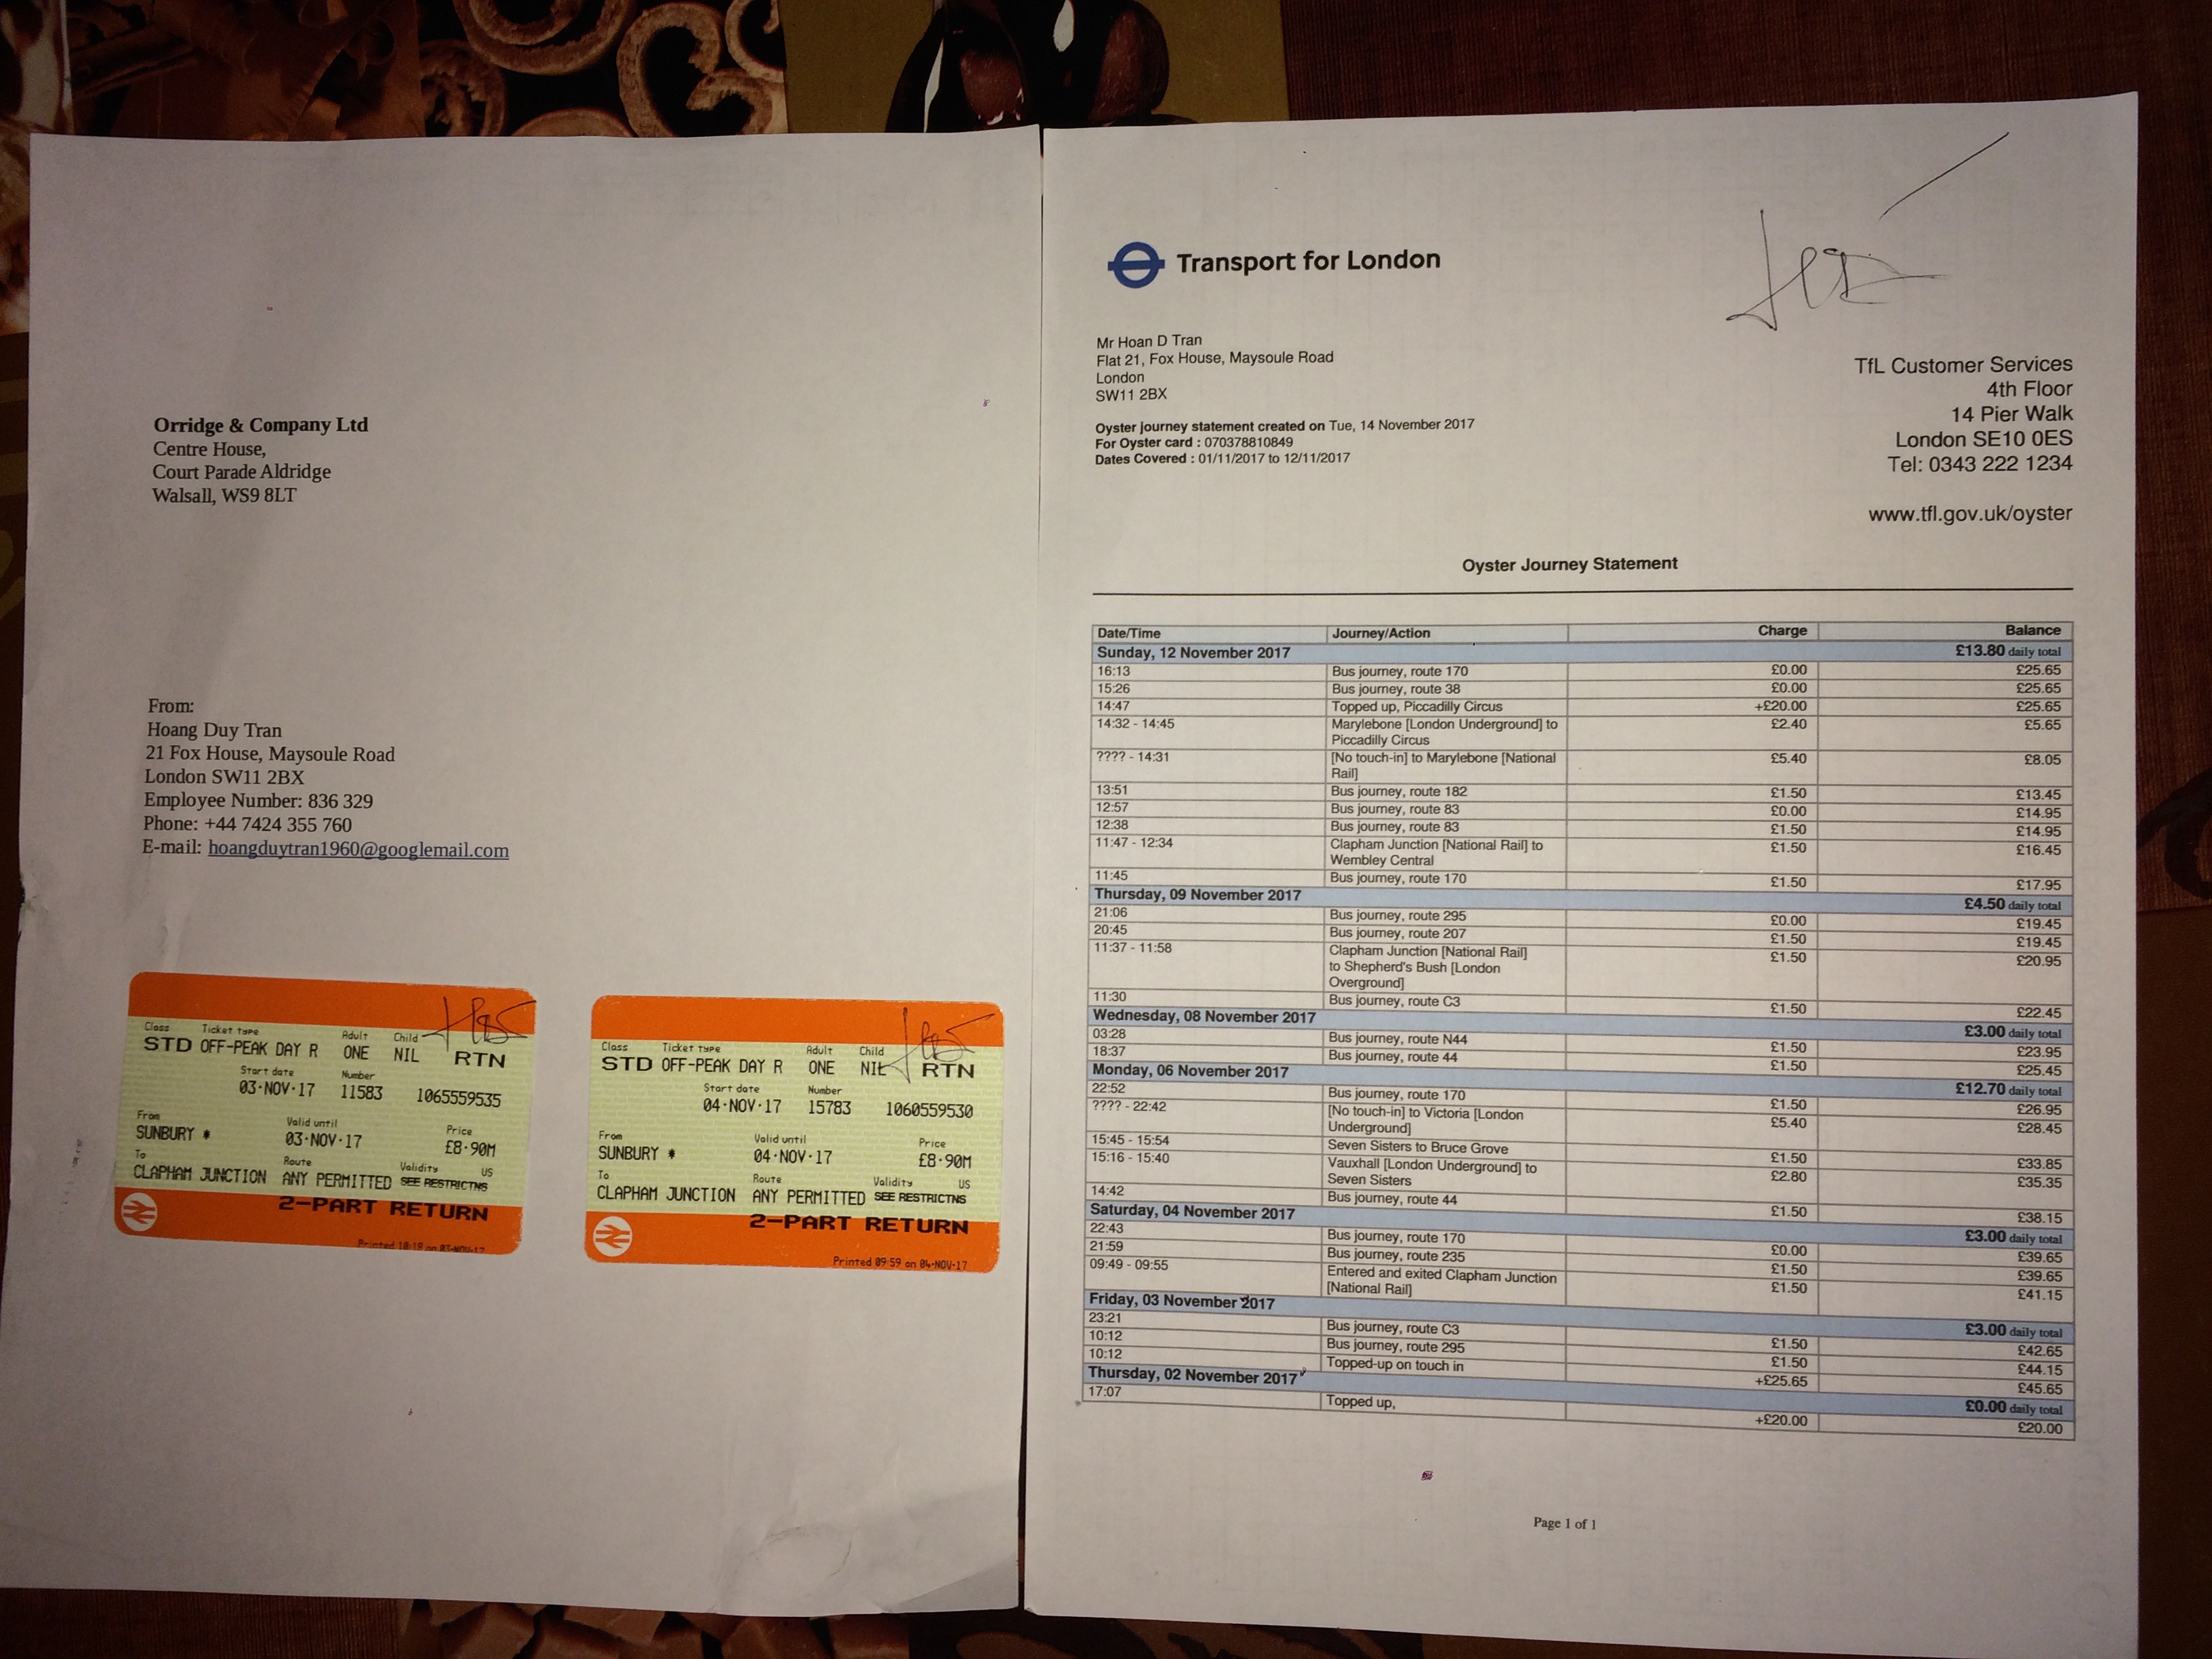 Orridge & Company Ltd
Centre House,
Court Parade Aldridge
Walsall, WS9 8LT
From:
Hoang Duy Tran
21 Fox House, Maysoule Road
London SW11 2BX
Employee Number: 836 329
Phone: +44 7424 355 760
E-mail: hoangduytran1960@googlemail.com
Class Ticket type Adult Child
STD OFF-PEAK DAY R ONE NIL RTN
Start date Number
03·NOV·17 11583 1065559535
From Valid until Price
SUNBURY * 03·NOV·17 £8·90M
To Route Validity US
CLAPHAM JUNCTION ANY PERMITTED SEE RESTRICTNS
2-PART RETURN
Printed 10:18 on 03-NOV-17
Class Ticket type Adult Child
STD OFF-PEAK DAY R ONE NIL RTN
Start date Number
04·NOV·17 15783 1060559530
From Valid until Price
SUNBURY * 04·NOV·17 £8·90M
To Route Validity US
CLAPHAM JUNCTION ANY PERMITTED SEE RESTRICTNS
2-PART RETURN
Printed 09:59 on 04-NOV-17
Transport for London
Mr Hoan D Tran
Flat 21, Fox House, Maysoule Road
London
SW11 2BX
TfL Customer Services
4th Floor
14 Pier Walk
London SE10 0ES
Tel: 0343 222 1234
www.tfl.gov.uk/oyster
Oyster journey statement created on Tue, 14 November 2017
For Oyster card : 070378810849
Dates Covered : 01/11/2017 to 12/11/2017
Oyster Journey Statement
Date/Time Journey/Action Charge Balance
Sunday, 12 November 2017 £13.80 daily total
16:13 Bus journey, route 170 £0.00 £25.65
15:26 Bus journey, route 38 £0.00 £25.65
14:47 Topped up, Piccadilly Circus +£20.00 £25.65
14:32 - 14:45 Marylebone [London Underground] to £2.40 £5.65
Piccadilly Circus
???? - 14:31 [No touch-in] to Marylebone [National £5.40 £8.05
Rail]
13:51 Bus journey, route 182 £1.50 £13.45
12:57 Bus journey, route 83 £0.00 £14.95
12:38 Bus journey, route 83 £1.50 £14.95
11:47 - 12:34 Clapham Junction [National Rail] to £1.50 £16.45
Wembley Central
11:45 Bus journey, route 170 £1.50 £17.95
Thursday, 09 November 2017 £4.50 daily total
21:06 Bus journey, route 295 £0.00 £19.45
20:45 Bus journey, route 207 £1.50 £19.45
11:37 - 11:58 Clapham Junction [National Rail] £1.50 £20.95
to Shepherd's Bush [London
Overground]
11:30 Bus journey, route C3 £1.50 £22.45
Wednesday, 08 November 2017 £3.00 daily total
03:28 Bus journey, route N44 £1.50 £23.95
18:37 Bus journey, route 44 £1.50 £25.45
Monday, 06 November 2017 £12.70 daily total
22:52 Bus journey, route 170 £1.50 £26.95
???? - 22:42 [No touch-in] to Victoria [London £5.40 £28.45
Underground]
15:45 - 15:54 Seven Sisters to Bruce Grove £1.50 £33.85
15:16 - 15:40 Vauxhall [London Underground] to £2.80 £35.35
Seven Sisters
14:42 Bus journey, route 44 £1.50 £38.15
Saturday, 04 November 2017 £3.00 daily total
22:43 Bus journey, route 170 £0.00 £39.65
21:59 Bus journey, route 235 £1.50 £39.65
09:49 - 09:55 Entered and exited Clapham Junction £1.50 £41.15
[National Rail]
Friday, 03 November 2017 £3.00 daily total
23:21 Bus journey, route C3 £1.50 £42.65
10:12 Bus journey, route 295 £1.50 £44.15
10:12 Topped-up on touch in +£25.65 £45.65
Thursday, 02 November 2017 £0.00 daily total
17:07 Topped up, +£20.00 £20.00
Page 1 of 1